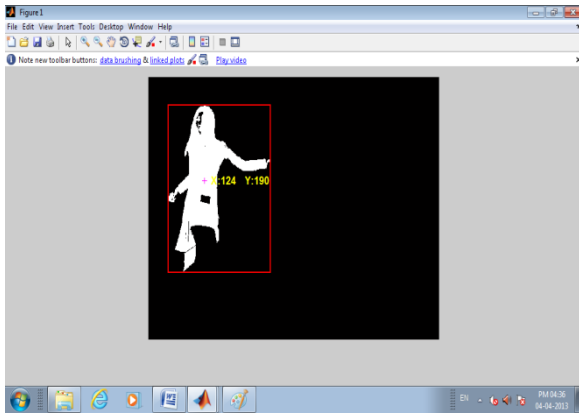 Figure 1
File Edit View Insert Tools Desktop Window Help
Note new toolbar buttons: data brushing & linked plots Play video
X:124 Y:190
EN
PM 04:36
04-04-2013